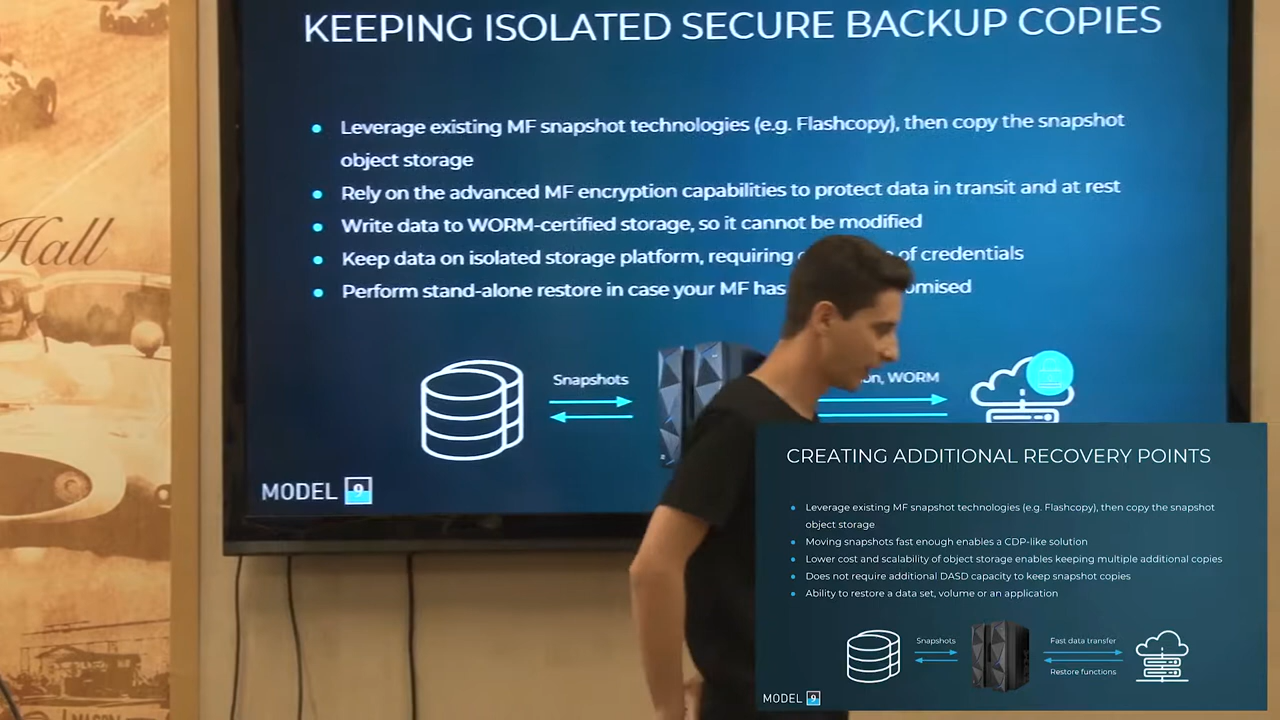 KEEPING ISOLATED SECURE BACKUP COPIES
Leverage existing MF snapshot technologies (e.g. Flashcopy), then copy the snapshot
object storage
Rely on the advanced MF encryption capabilities to protect data in transit and at rest
Write data to WORM-certified storage, so it cannot be modified
Keep data on isolated storage platform, requiring of credentials
Perform stand-alone restore in case your MF has
Snapshots
WORM
MODEL 9
Hall
CREATING ADDITIONAL RECOVERY POINTS
Leverage existing MF snapshot technologies (e.g. Flashcopy), then copy the snapshot
object storage
Moving snapshots fast enough enables a CDP-like solution
Lower cost and scalability of object storage enables keeping multiple additional copies
Does not require additional DASD capacity to keep snapshot copies
Ability to restore a data set, volume or an application
Snapshots
Fast data transfer
Restore functions
MODEL 9